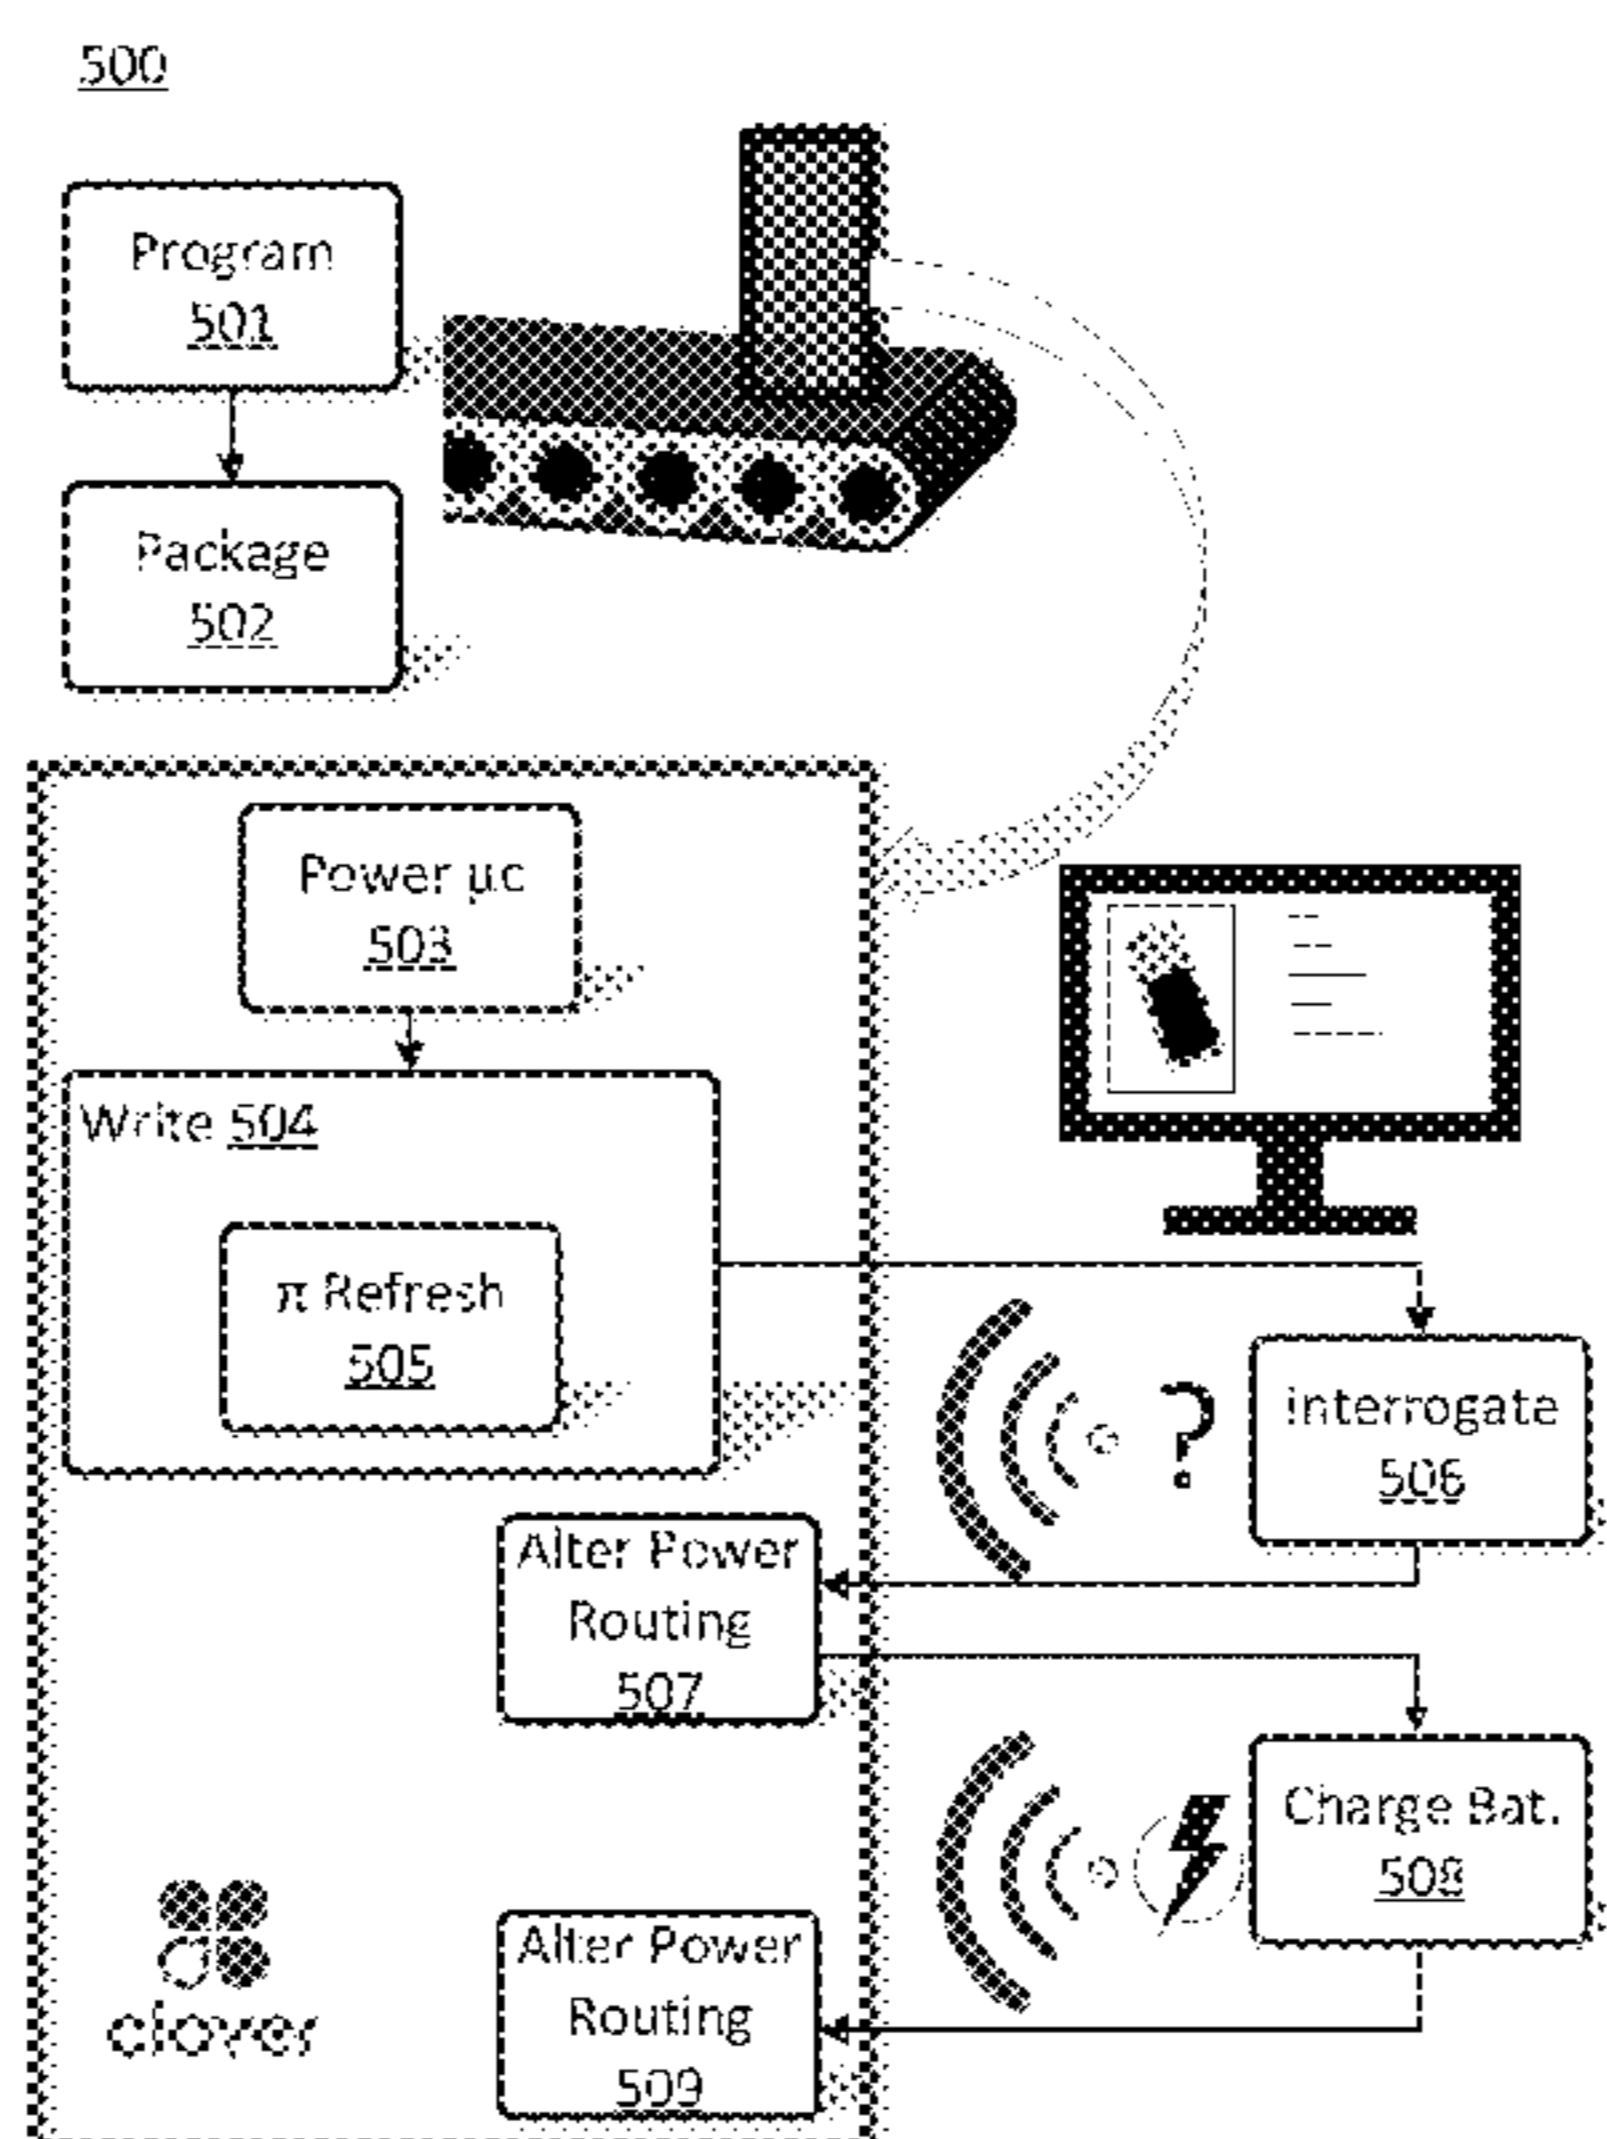 500
Program
501
Package
502
Power µc
503
Write 504
π Refresh
505
interrogate
506
?
Alter Power
Routing
507
Charge Bat.
508
Alter Power
Routing
509
clover